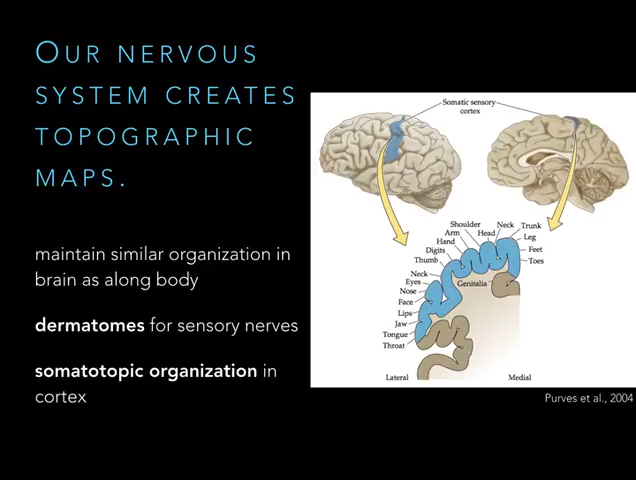 OUR NERVOUS
SYSTEM CREATES
TOPOGRAPHIC
MAPS.
maintain similar organization in
brain as along body
dermatomes for sensory nerves
somatotopic organization in
cortex
Somatic sensory
cortex
Shoulder
Arm
Hand
Digits
Thumb
Neck
Eyes
Nose
Face
Lips
Jaw
Tongue
Throat
Head
Neck
Trunk
Leg
Feet
Toes
Genitalia
Lateral
Medial
Purves et al., 2004